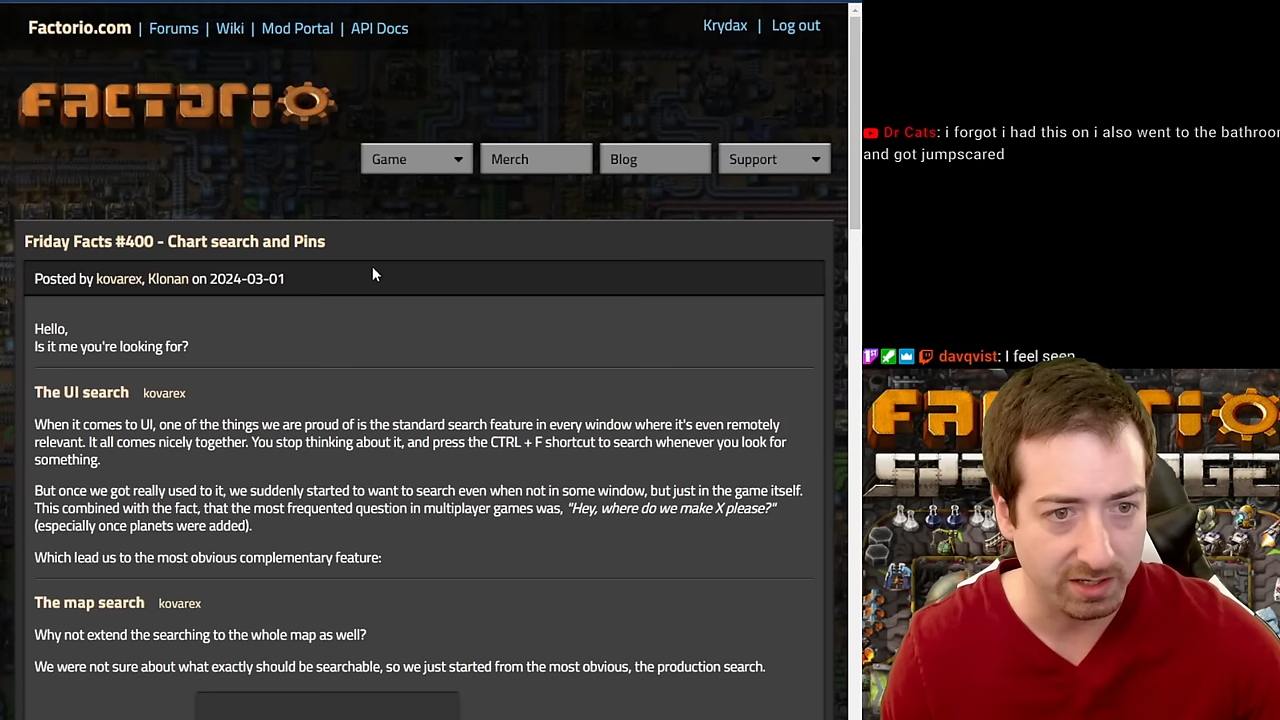 Factorio.com | Forums | Wiki | Mod Portal | API Docs
Krydax | Log out
FACTORIO
Game
Merch
Blog
Support
Friday Facts #400 - Chart search and Pins
Posted by kovarex, Klonan on 2024-03-01
Hello,
Is it me you're looking for?
The UI search kovarex
When it comes to UI, one of the things we are proud of is the standard search feature in every window where it's even remotely
relevant. It all comes nicely together. You stop thinking about it, and press the CTRL + F shortcut to search whenever you look for
something.
But once we got really used to it, we suddenly started to want to search even when not in some window, but just in the game itself.
This combined with the fact, that the most frequented question in multiplayer games was, "Hey, where do we make X please?"
(especially once planets were added).
Which lead us to the most obvious complementary feature:
The map search kovarex
Why not extend the searching to the whole map as well?
We were not sure about what exactly should be searchable, so we just started from the most obvious, the production search.
Dr Cats: i forgot i had this on i also went to the bathroom
and got jumpscared
1st davqvist: I feel seen